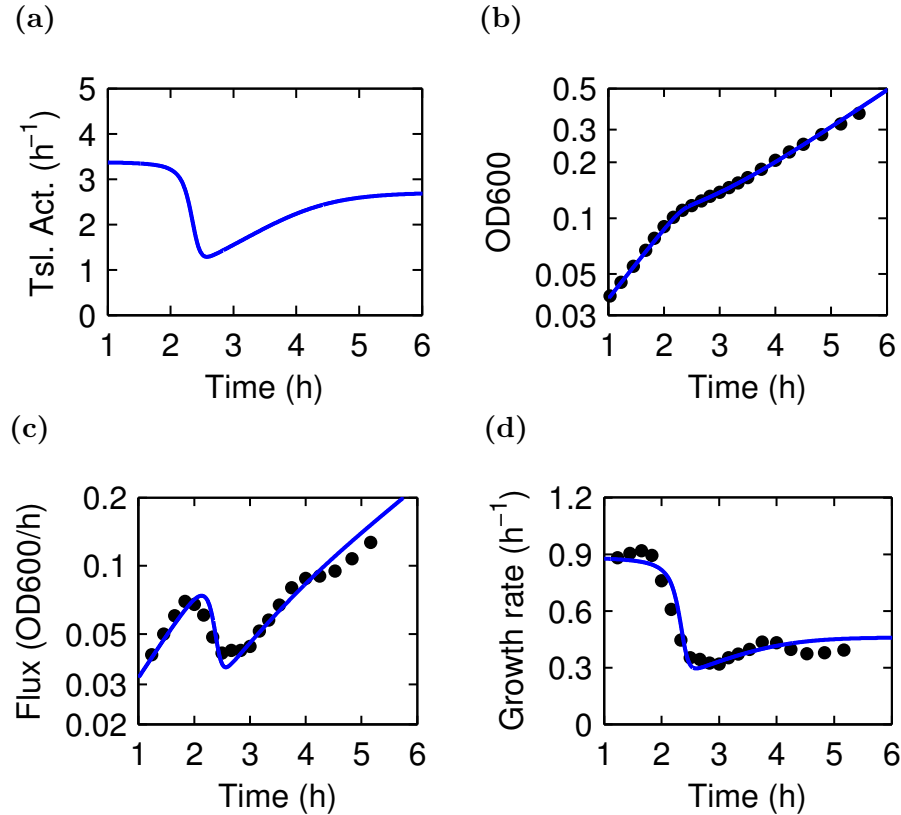 (a)
Tsl. Act. (h⁻¹)
5
4
3
2
1
0
1 2 3 4 5 6
Time (h)
(b)
OD600
0.5
0.3
0.2
0.1
0.05
0.03
1 2 3 4 5 6
Time (h)
(c)
Flux (OD600/h)
0.2
0.1
0.05
0.03
0.02
1 2 3 4 5 6
Time (h)
(d)
Growth rate (h⁻¹)
1.2
0.9
0.6
0.3
0
1 2 3 4 5 6
Time (h)